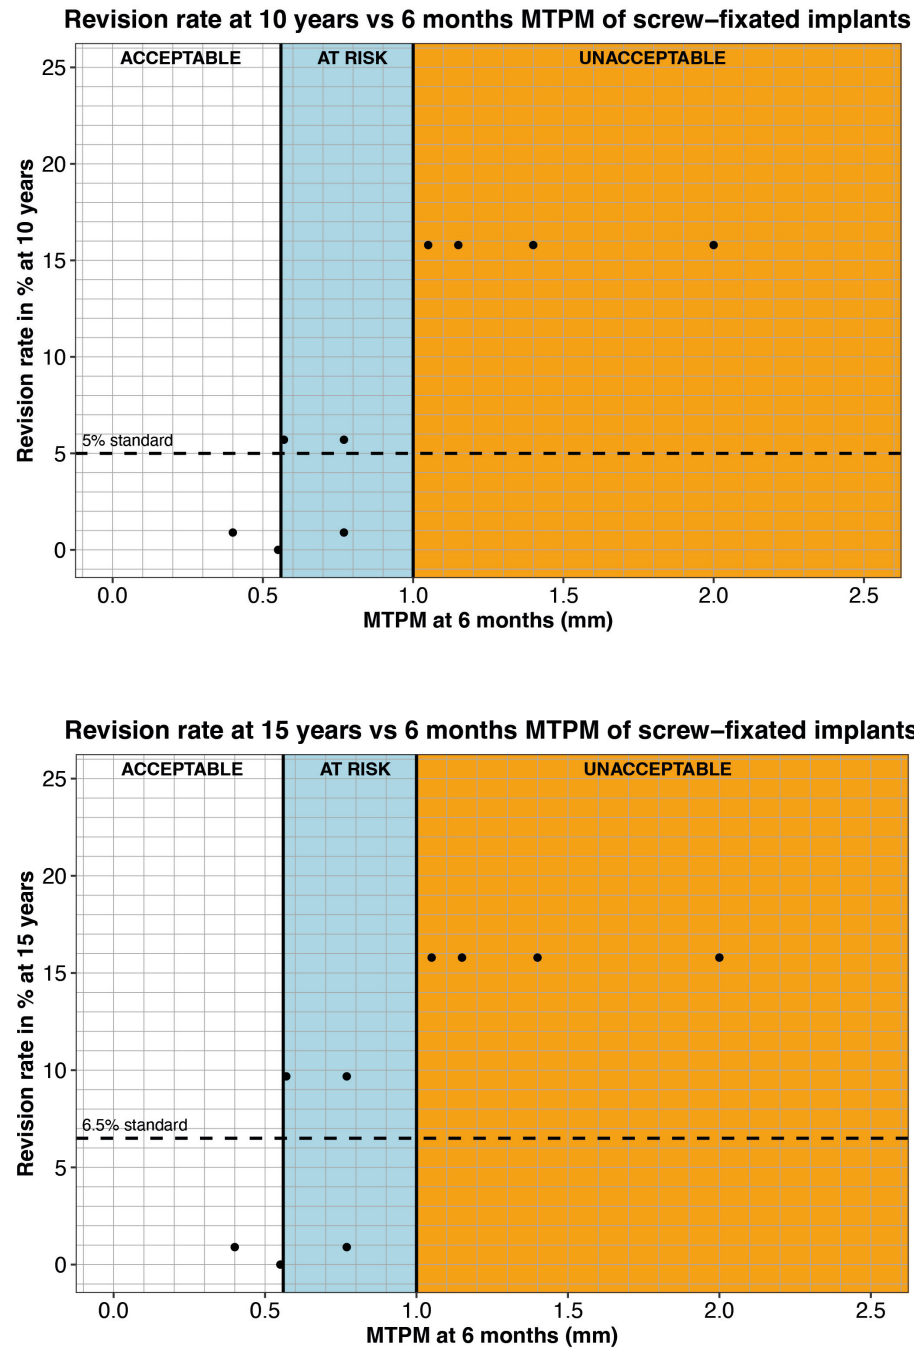 Revision rate at 10 years vs 6 months MTPM of screw−fixated implants
ACCEPTABLE AT RISK UNACCEPTABLE
25
20
15
10
5
0
Revision rate in % at 10 years
5% standard
0.0 0.5 1.0 1.5 2.0 2.5
MTPM at 6 months (mm)
Revision rate at 15 years vs 6 months MTPM of screw−fixated implants
ACCEPTABLE AT RISK UNACCEPTABLE
25
20
15
10
5
0
Revision rate in % at 15 years
6.5% standard
0.0 0.5 1.0 1.5 2.0 2.5
MTPM at 6 months (mm)